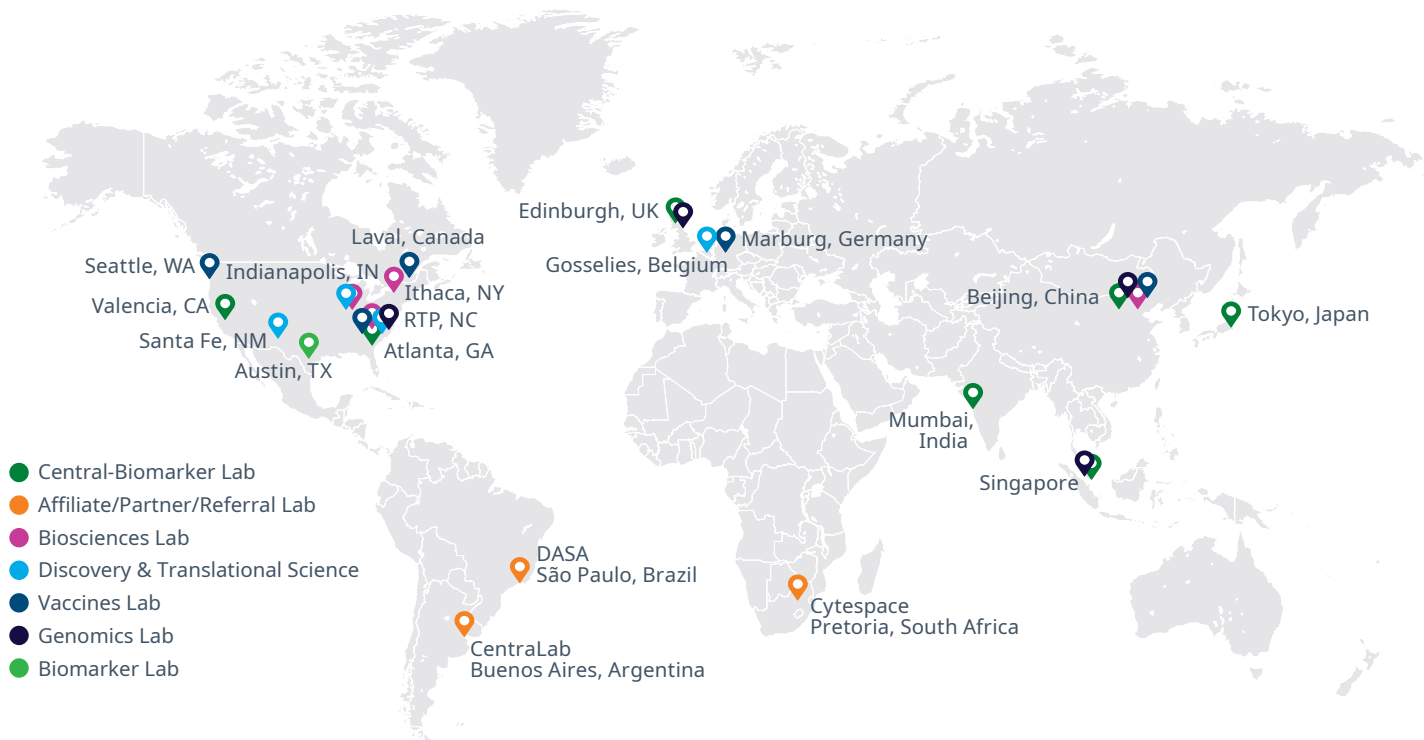 Laval, Canada
Seattle, WA
Indianapolis, IN
Ithaca, NY
Valencia, CA
RTP, NC
Santa Fe, NM
Atlanta, GA
Austin, TX
Edinburgh, UK
Marburg, Germany
Gosselies, Belgium
Beijing, China
Tokyo, Japan
Mumbai,
India
Singapore
DASA
São Paulo, Brazil
Cytespace
Pretoria, South Africa
CentraLab
Buenos Aires, Argentina
Central-Biomarker Lab
Affiliate/Partner/Referral Lab
Biosciences Lab
Discovery & Translational Science
Vaccines Lab
Genomics Lab
Biomarker Lab